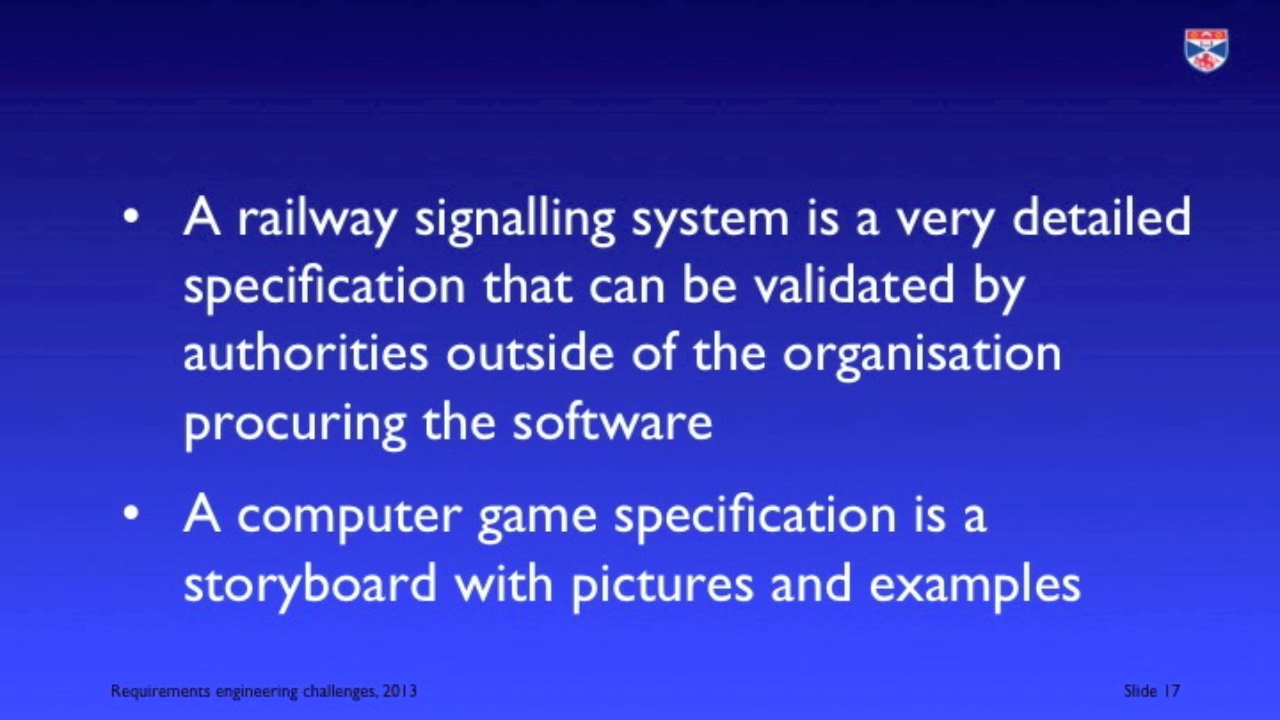 • A railway signalling system is a very detailed
specification that can be validated by
authorities outside of the organisation
procuring the software
• A computer game specification is a
storyboard with pictures and examples
Requirements engineering challenges, 2013
Slide 17